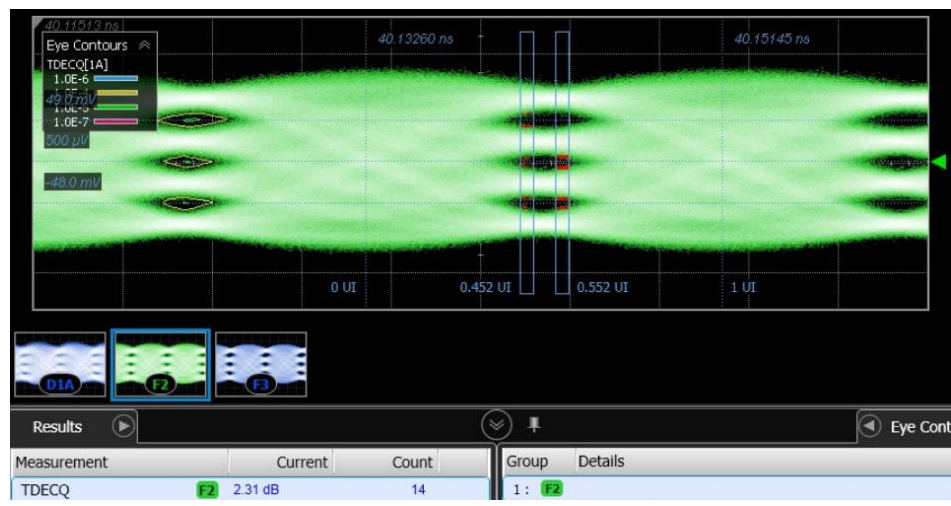 40.11513 ns
40.13260 ns
40.15145 ns
Eye Contours
TDECQ[1A]
1.0E-6
49.0 mV
1.0E-7
500 µV
-48.0 mV
0 UI
0.452 UI
0.552 UI
1 UI
D1A
F2
F3
Results
Eye Cont
Measurement Current Count
Group Details
TDECQ F2 2.31 dB 14
1 : F2